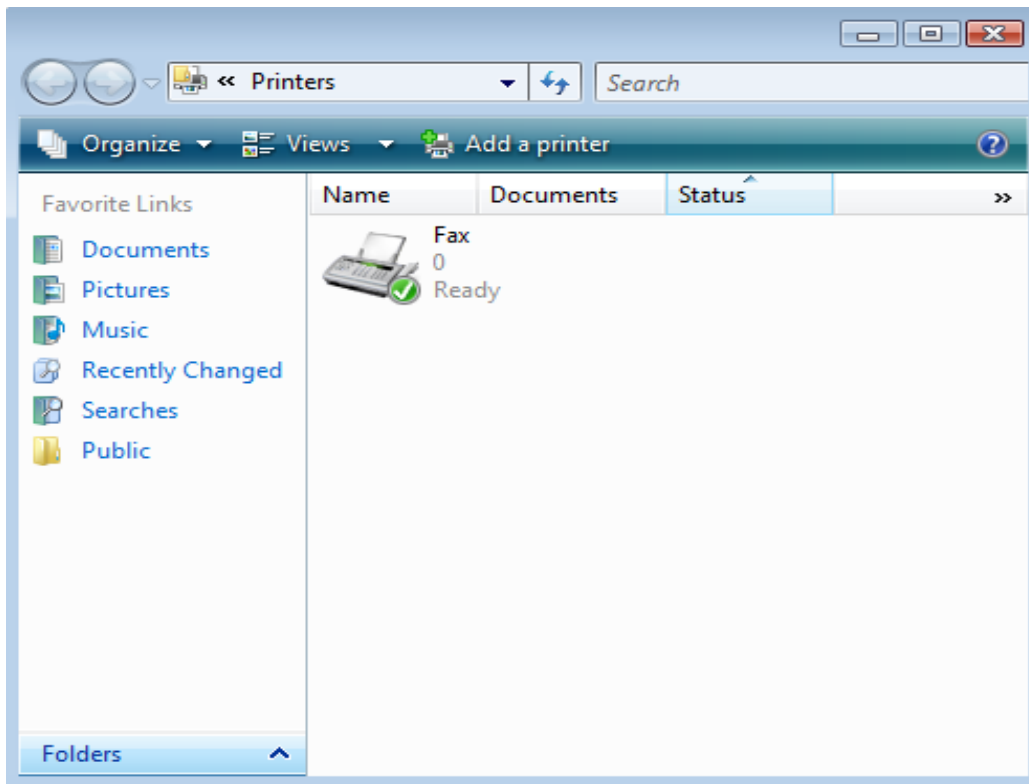 « Printers
Search
Organize Views Add a printer
Favorite Links
Documents
Pictures
Music
Recently Changed
Searches
Public
Folders
Name Documents Status »
Fax
0
Ready